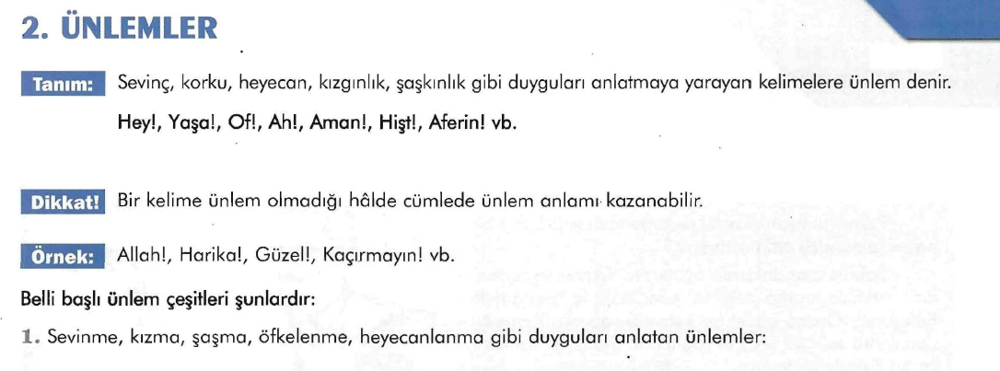 2. ÜNLEMLER
Tanım: Sevinç, korku, heyecan, kızgınlık, şaşkınlık gibi duyguları anlatmaya yarayan kelimelere ünlem denir.
Hey!, Yaşa!, Of!, Ah!, Aman!, Hişt!, Aferin! vb.
Dikkat! Bir kelime ünlem olmadığı hâlde cümlede ünlem anlamı kazanabilir.
Örnek: Allah!, Harika!, Güzel!, Kaçırmayın! vb.
Belli başlı ünlem çeşitleri şunlardır:
1. Sevinme, kızma, şaşma, öfkelenme, heyecanlanma gibi duyguları anlatan ünlemler: